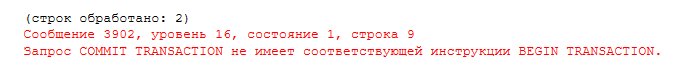 (строк обработано: 2)
Сообщение 3902, уровень 16, состояние 1, строка 9
Запрос COMMIT TRANSACTION не имеет соответствующей инструкции BEGIN TRANSACTION.